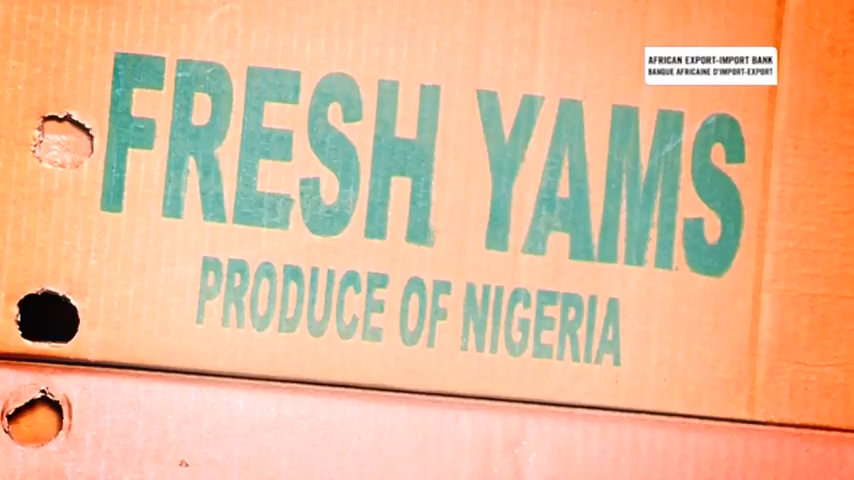 AFRICAN EXPORT-IMPORT BANK
BANQUE AFRICAINE D'IMPORT-EXPORT
FRESH YAMS
PRODUCE OF NIGERIA